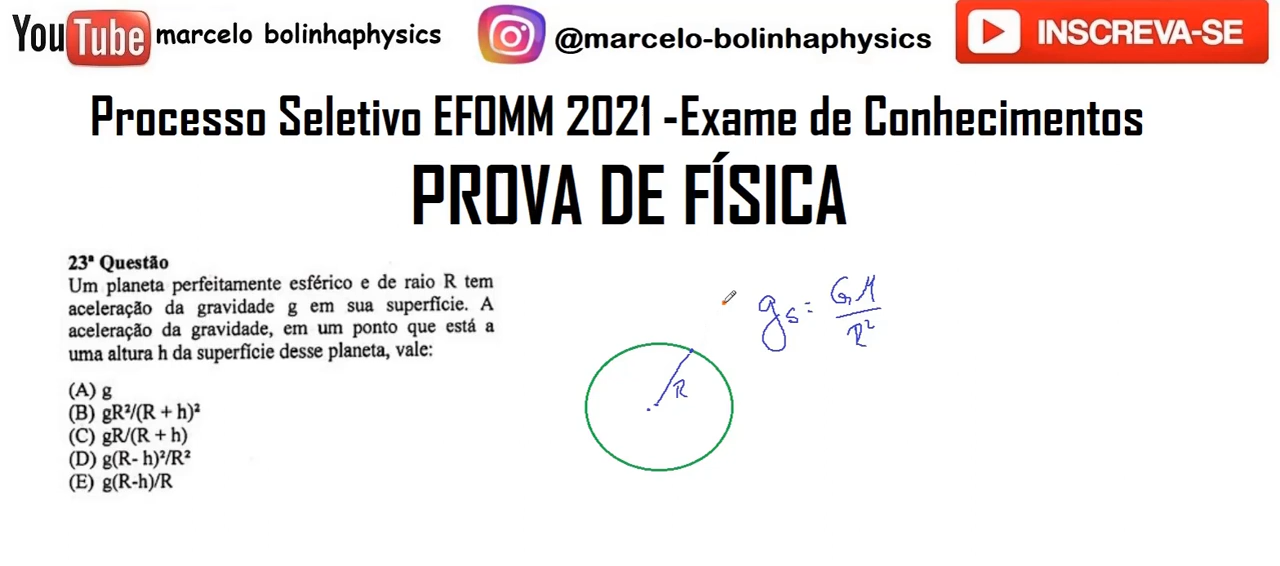 YouTube marcelo bolinhaphysics
@marcelo-bolinhaphysics
INSCREVA-SE
Processo Seletivo EFOMM 2021 -Exame de Conhecimentos
PROVA DE FÍSICA
23ª Questão
Um planeta perfeitamente esférico e de raio R tem
aceleração da gravidade g em sua superfície. A
aceleração da gravidade, em um ponto que está a
uma altura h da superfície desse planeta, vale:
(A) g
(B) gR²/(R + h)²
(C) gR/(R + h)
(D) g(R- h)²/R²
(E) g(R-h)/R
R
gs = GM
R²